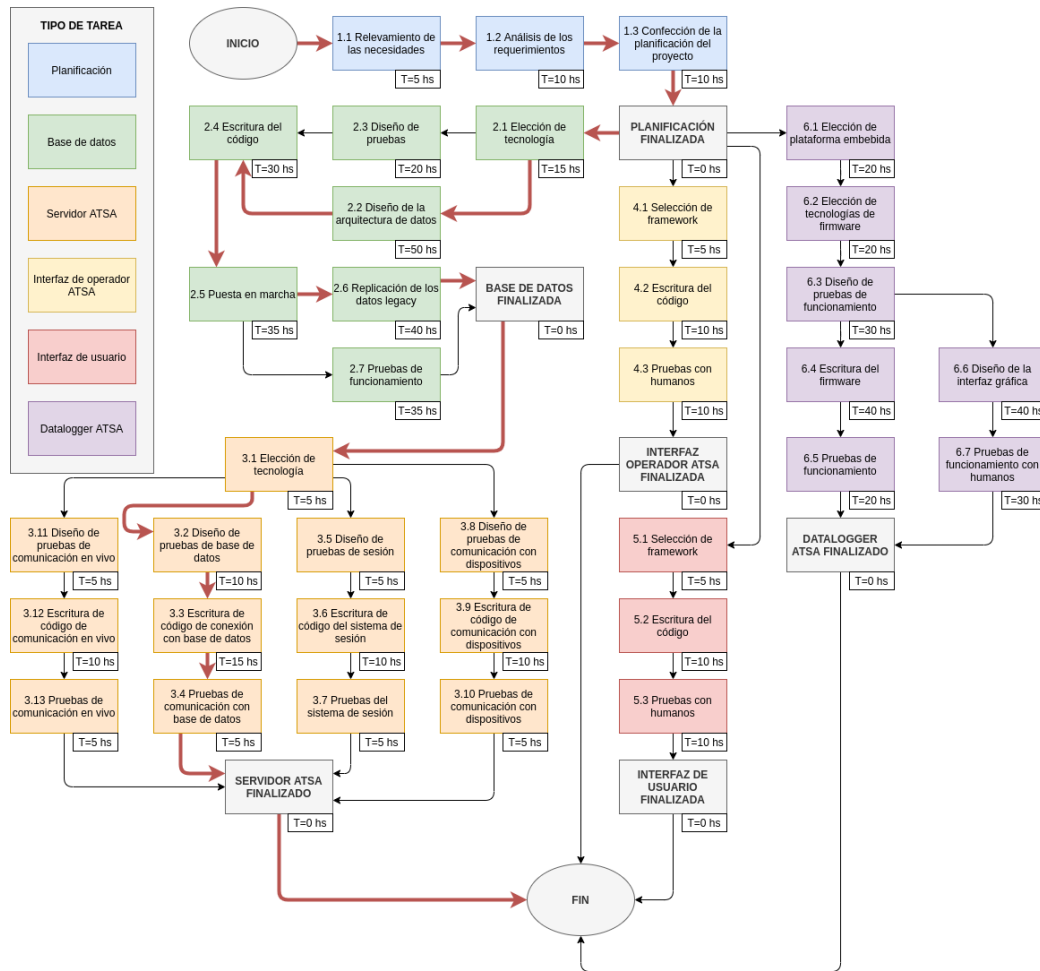 TIPO DE TAREA
Planificación
Base de datos
Servidor ATSA
Interfaz de operador
ATSA
Interfaz de usuario
Datalogger ATSA
INICIO
1.1 Relevamiento de
las necesidades
T=5 hs
1.2 Análisis de los
requerimientos
T=10 hs
1.3 Confección de la
planificación del
proyecto
T=10 hs
2.4 Escritura del
código
T=30 hs
2.3 Diseño de
pruebas
T=20 hs
2.1 Elección de
tecnología
T=15 hs
PLANIFICACIÓN
FINALIZADA
T=0 hs
6.1 Elección de
plataforma embebida
T=20 hs
2.2 Diseño de la
arquitectura de datos
T=50 hs
4.1 Selección de
framework
T=5 hs
6.2 Elección de
tecnologías de
firmware
T=20 hs
2.5 Puesta en marcha
T=35 hs
2.6 Replicación de los
datos legacy
T=40 hs
BASE DE DATOS
FINALIZADA
T=0 hs
4.2 Escritura del
código
T=10 hs
6.3 Diseño de
pruebas de
funcionamiento
T=30 hs
2.7 Pruebas de
funcionamiento
T=35 hs
4.3 Pruebas con
humanos
T=10 hs
6.4 Escritura del
firmware
T=40 hs
6.6 Diseño de la
interfaz gráfica
T=40 hs
3.1 Elección de
tecnología
T=5 hs
INTERFAZ
OPERADOR ATSA
FINALIZADA
T=0 hs
6.5 Pruebas de
funcionamiento
T=20 hs
6.7 Pruebas de
funcionamiento con
humanos
T=30 hs
3.11 Diseño de
pruebas de
comunicación en vivo
T=5 hs
3.2 Diseño de
pruebas de base de
datos
T=10 hs
3.5 Diseño de
pruebas de sesión
T=5 hs
3.8 Diseño de
pruebas de
comunicación con
dispositivos
T=5 hs
5.1 Selección de
framework
T=5 hs
DATALOGGER
ATSA FINALIZADO
T=0 hs
3.12 Escritura de
código de
comunicación en vivo
T=10 hs
3.3 Escritura de
código de conexión
con base de datos
T=15 hs
3.6 Escritura de
código del sistema de
sesión
T=10 hs
3.9 Escritura de
código de
comunicación con
dispositivos
T=10 hs
5.2 Escritura del
código
T=10 hs
3.13 Pruebas de
comunicación en vivo
T=5 hs
3.4 Pruebas de
comunicación con
base de datos
T=5 hs
3.7 Pruebas del
sistema de sesión
T=5 hs
3.10 Pruebas de
comunicación con
dispositivos
T=5 hs
5.3 Pruebas con
humanos
T=10 hs
SERVIDOR ATSA
FINALIZADO
T=0 hs
INTERFAZ DE
USUARIO
FINALIZADA
T=0 hs
FIN